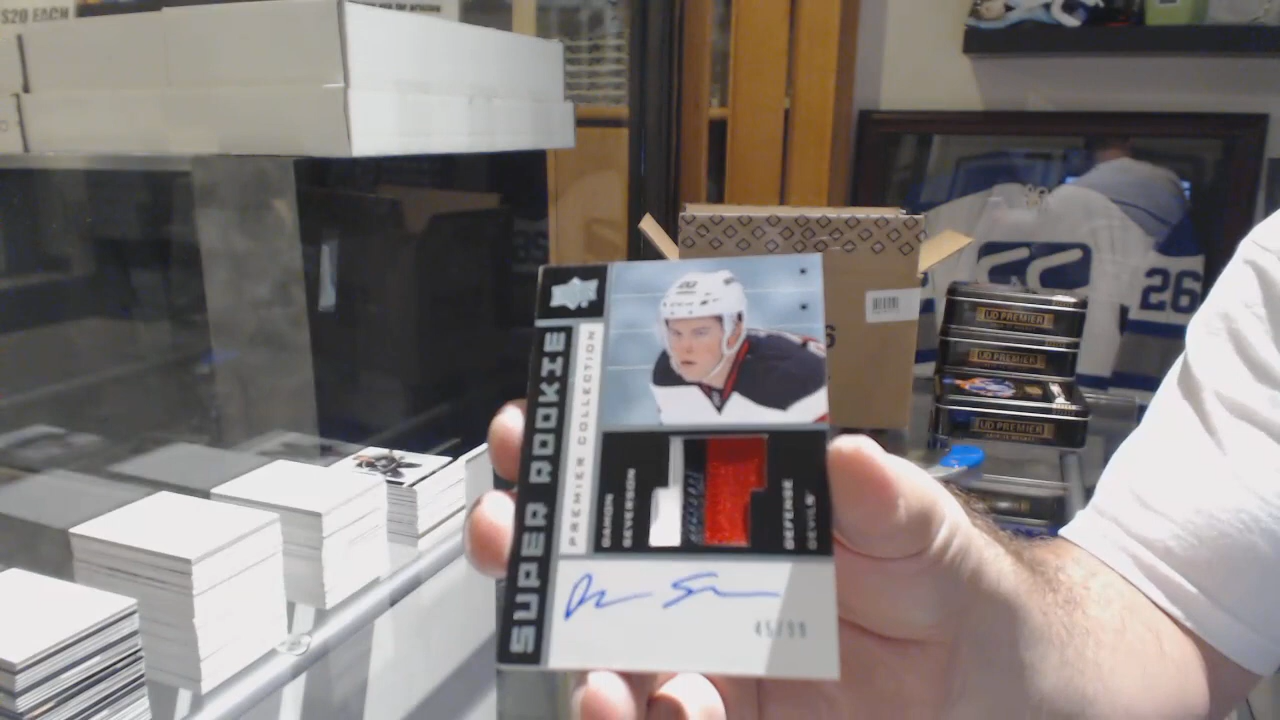 $20 EACH
SUPER ROOKIE
PREMIER COLLECTION
DAMON
SEVERSON
DEFENSE
DEVILS
45/99
26
UD PREMIER
UD PREMIER
UD PREMIER